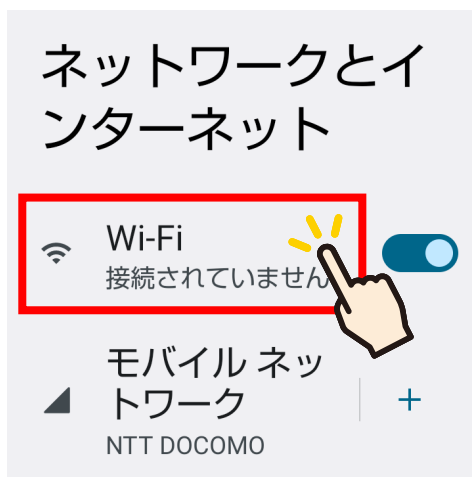 ネットワークとイ
ンターネット
Wi-Fi
接続されていません
モバイル ネッ
トワーク
NTT DOCOMO